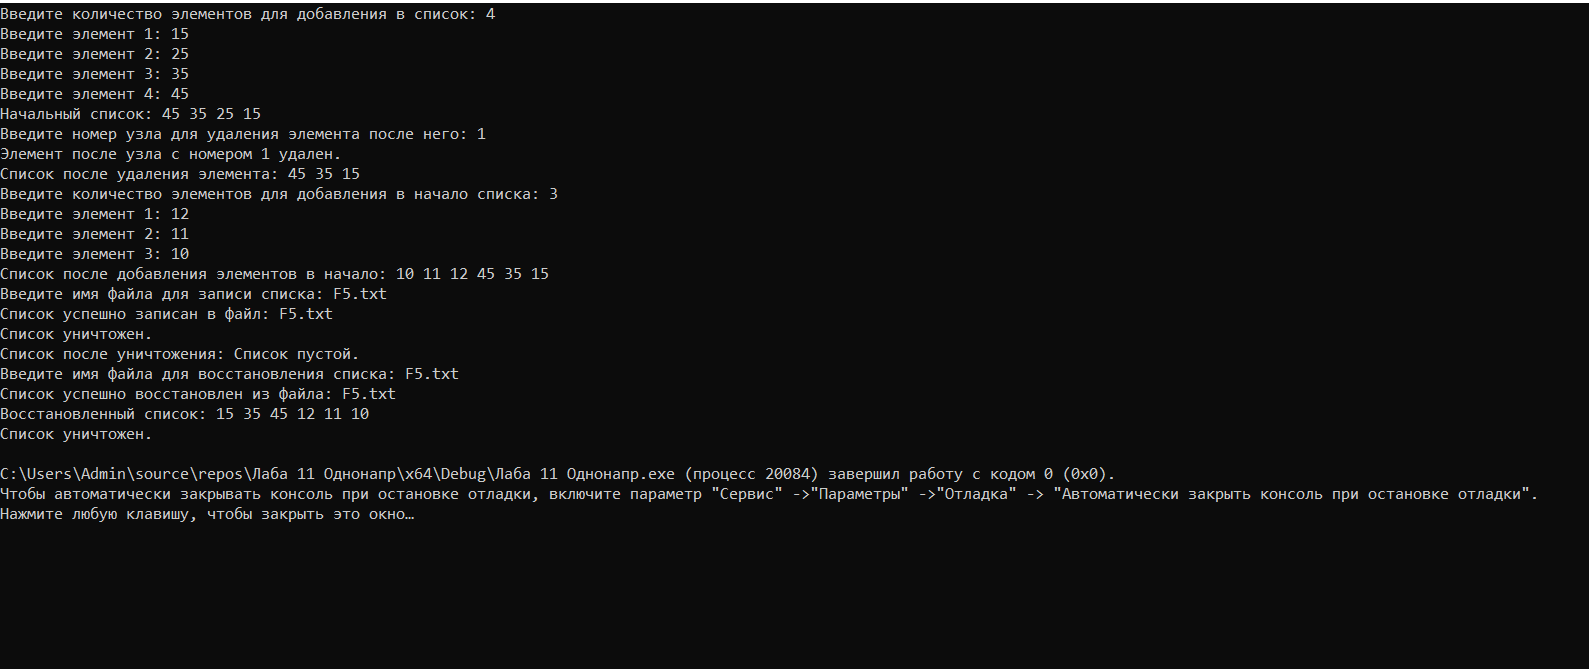 Введите количество элементов для добавления в список: 4
Введите элемент 1: 15
Введите элемент 2: 25
Введите элемент 3: 35
Введите элемент 4: 45
Начальный список: 45 35 25 15
Введите номер узла для удаления элемента после него: 1
Элемент после узла с номером 1 удален.
Список после удаления элемента: 45 35 15
Введите количество элементов для добавления в начало списка: 3
Введите элемент 1: 12
Введите элемент 2: 11
Введите элемент 3: 10
Список после добавления элементов в начало: 10 11 12 45 35 15
Введите имя файла для записи списка: F5.txt
Список успешно записан в файл: F5.txt
Список уничтожен.
Список после уничтожения: Список пустой.
Введите имя файла для восстановления списка: F5.txt
Список успешно восстановлен из файла: F5.txt
Восстановленный список: 15 35 45 12 11 10
Список уничтожен.
C:\Users\Admin\source\repos\Лаба 11 Однонапр\x64\Debug\Лаба 11 Однонапр.exe (процесс 20084) завершил работу с кодом 0 (0x0).
Чтобы автоматически закрывать консоль при остановке отладки, включите параметр "Сервис" ->"Параметры" ->"Отладка" -> "Автоматически закрыть консоль при остановке отладки".
Нажмите любую клавишу, чтобы закрыть это окно…